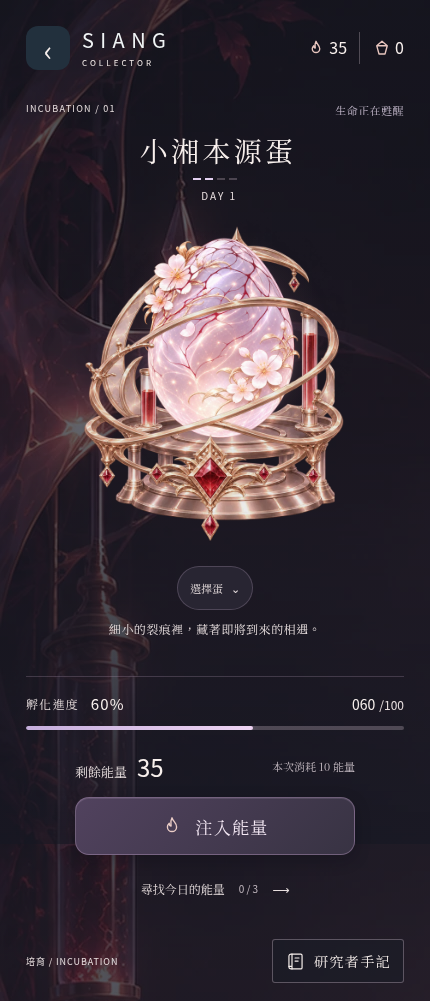 ‹ SIANG
COLLECTOR
35 0
INCUBATION / 01
生命正在甦醒
小湘本源蛋
DAY 1
選擇蛋
細小的裂痕裡，藏著即將到來的相遇。
孵化進度 60% 060 /100
剩餘能量 35 本次消耗 10 能量
注入能量
尋找今日的能量 0/3 →
培育 / INCUBATION
研究者手記